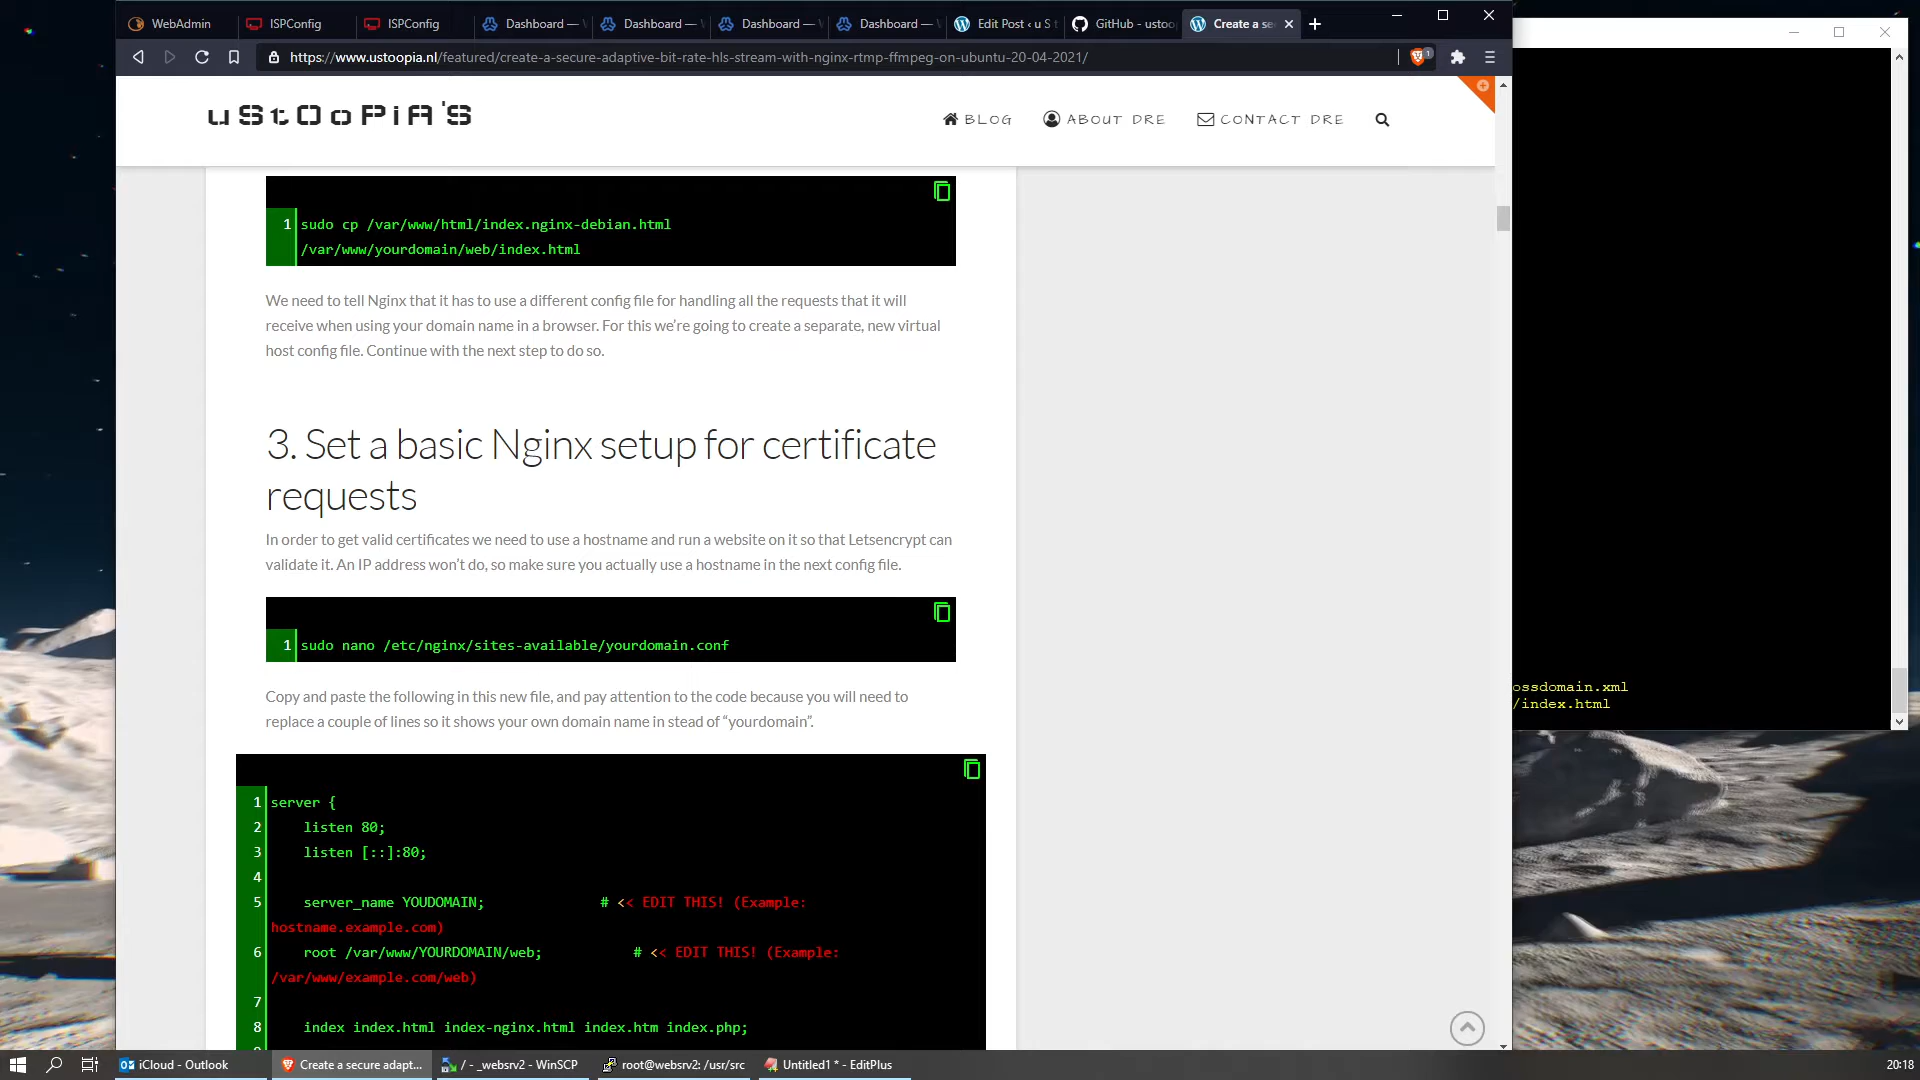 WebAdmin
ISPConfig
ISPConfig
Dashboard —
Dashboard —
Dashboard —
Dashboard —
Edit Post ‹ u S t
GitHub - ustoo
Create a se
https://www.ustoopia.nl/featured/create-a-secure-adaptive-bit-rate-hls-stream-with-nginx-rtmp-ffmpeg-on-ubuntu-20-04-2021/
1
uStOoPiA'S
BLOG
ABOUT DRE
CONTACT DRE
1 sudo cp /var/www/html/index.nginx-debian.html
/var/www/yourdomain/web/index.html
We need to tell Nginx that it has to use a different config file for handling all the requests that it will
receive when using your domain name in a browser. For this we’re going to create a separate, new virtual
host config file. Continue with the next step to do so.
3. Set a basic Nginx setup for certificate
requests
In order to get valid certificates we need to use a hostname and run a website on it so that Letsencrypt can
validate it. An IP address won’t do, so make sure you actually use a hostname in the next config file.
1 sudo nano /etc/nginx/sites-available/yourdomain.conf
Copy and paste the following in this new file, and pay attention to the code because you will need to
replace a couple of lines so it shows your own domain name in stead of “yourdomain”.
1 server {
2 listen 80;
3 listen [::]:80;
4
5 server_name YOUDOMAIN; # << EDIT THIS! (Example:
hostname.example.com)
6 root /var/www/YOURDOMAIN/web; # << EDIT THIS! (Example:
/var/www/example.com/web)
7
8 index index.html index-nginx.html index.htm index.php;
ossdomain.xml
/index.html
iCloud - Outlook
Create a secure adapt...
/ - _websrv2 - WinSCP
root@websrv2: /usr/src
Untitled1 * - EditPlus
20:18